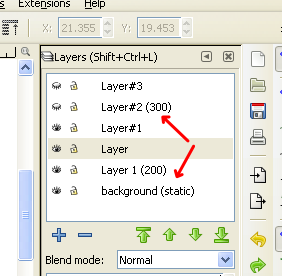 Extensions Help
X: 21.355 Y: 19.453
Layers (Shift+Ctrl+L)
Layer#3
Layer#2 (300)
Layer#1
Layer
Layer 1 (200)
background (static)
Blend mode: Normal